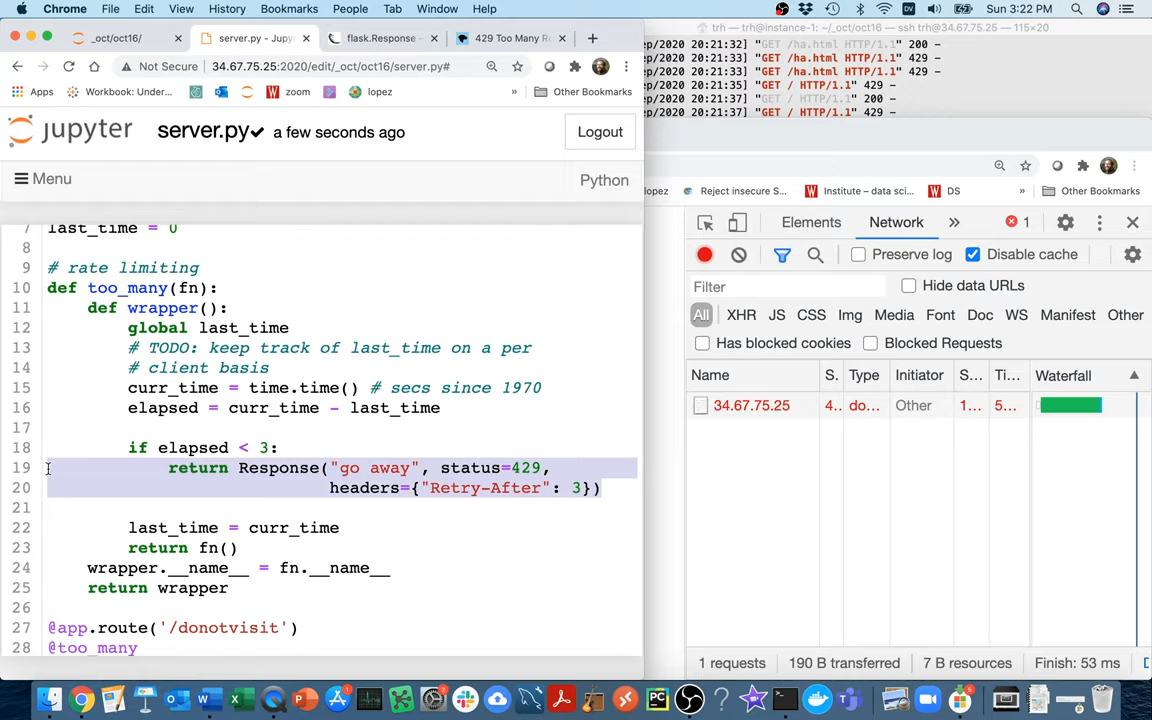 Chrome File Edit View History Bookmarks People Tab Window Help Sun 3:22 PM
_oct/oct16/ server.py - Jupy flask.Response - 429 Too Many R
Not Secure 34.67.75.25:2020/edit/_oct/oct16/server.py#
Apps Workbook: Under... zoom lopez » Other Bookmarks
jupyter server.py✔ a few seconds ago Logout
Menu Python
7 last_time = 0
8
9 # rate limiting
10 def too_many(fn):
11 def wrapper():
12 global last_time
13 # TODO: keep track of last_time on a per
14 # client basis
15 curr_time = time.time() # secs since 1970
16 elapsed = curr_time - last_time
17
18 if elapsed < 3:
19 return Response("go away", status=429,
20 headers={"Retry-After": 3})
21
22 last_time = curr_time
23 return fn()
24 wrapper.__name__ = fn.__name__
25 return wrapper
26
27 @app.route('/donotvisit')
28 @too_many
trh — trh@instance-1: ~/_oct/oct16 — ssh trh@34.67.75.25 — 115×20
ep/2020 20:21:32] "GET /ha.html HTTP/1.1" 200 -
ep/2020 20:21:33] "GET /ha.html HTTP/1.1" 429 -
ep/2020 20:21:33] "GET /ha.html HTTP/1.1" 429 -
ep/2020 20:21:35] "GET / HTTP/1.1" 429 -
ep/2020 20:21:37] "GET / HTTP/1.1" 200 -
ep/2020 20:21:37] "GET / HTTP/1.1" 429 -
lopez Reject insecure S... Institute – data sci... DS » Other Bookmarks
Elements Network » 1
Preserve log Disable cache
Filter Hide data URLs
All XHR JS CSS Img Media Font Doc WS Manifest Other
Has blocked cookies Blocked Requests
Name S. Type Initiator S... Ti... Waterfall
34.67.75.25 4.. do... Other 1... 5...
1 requests 190 B transferred 7 B resources Finish: 53 ms